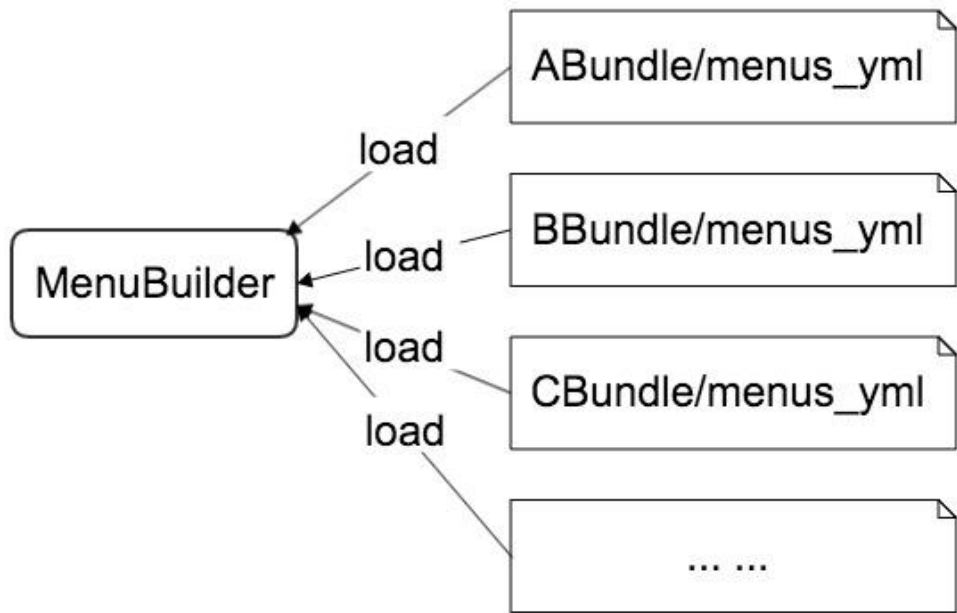 ABundle/menus_yml
load
BBundle/menus_yml
load
MenuBuilder
load
CBundle/menus_yml
load
... ...